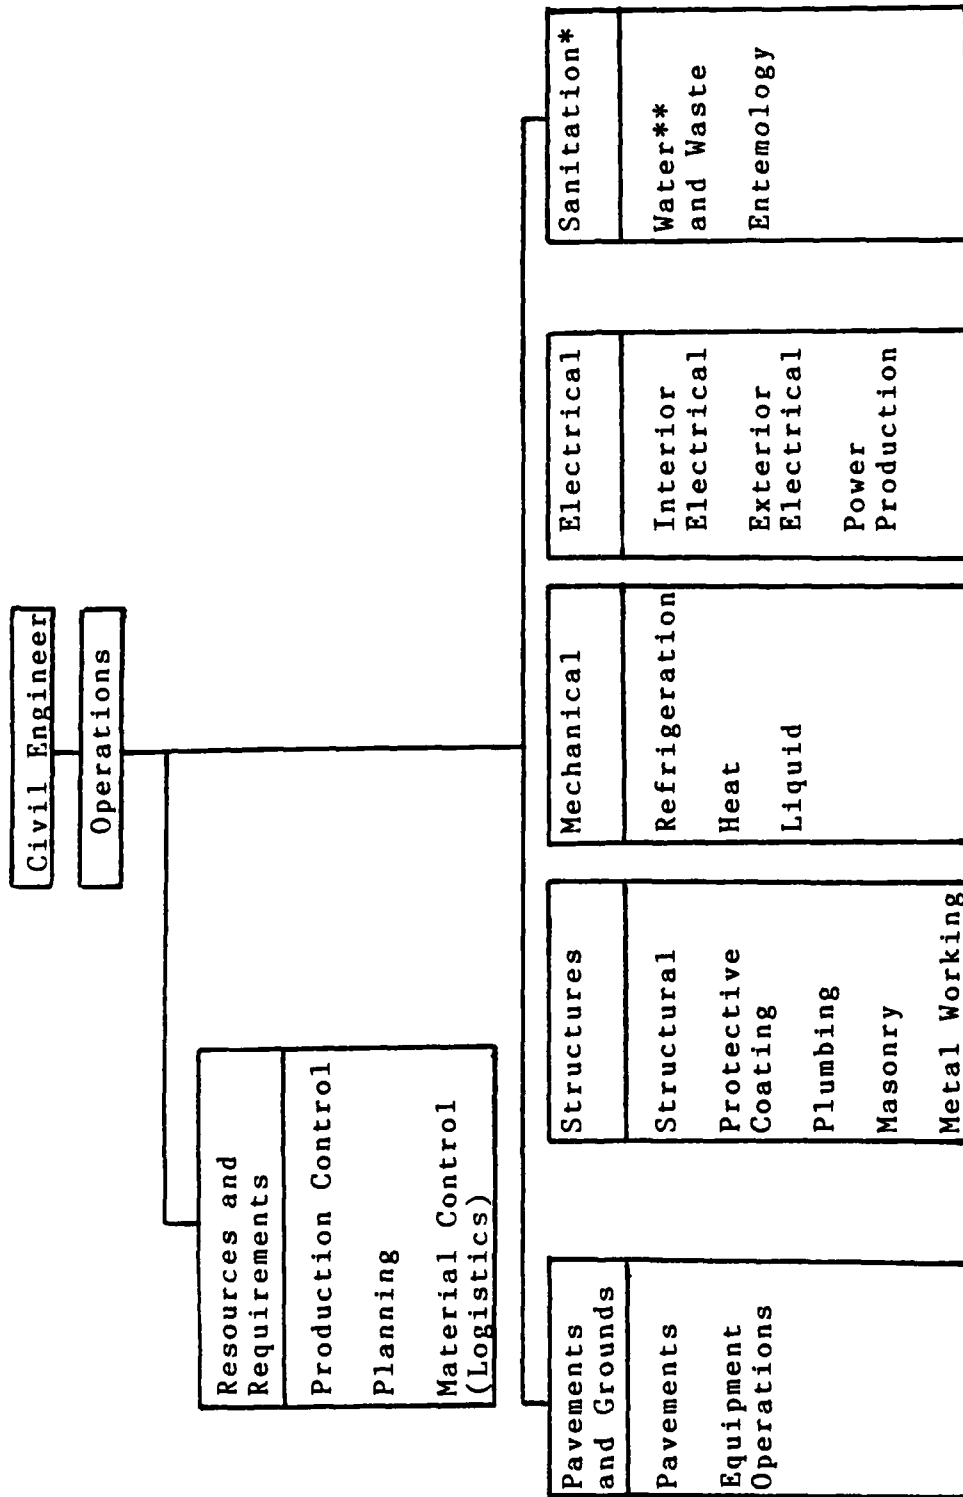 Civil Engineer
Operations
Resources and
Requirements
Production Control
Planning
Material Control
(Logistics)
Pavements
and Grounds
Pavements
Equipment
Operations
Structures
Structural
Protective
Coating
Plumbing
Masonry
Metal Working
Mechanical
Refrigeration
Heat
Liquid
Electrical
Interior
Electrical
Exterior
Electrical
Power
Production
Sanitation*
Water**
and Waste
Entemology